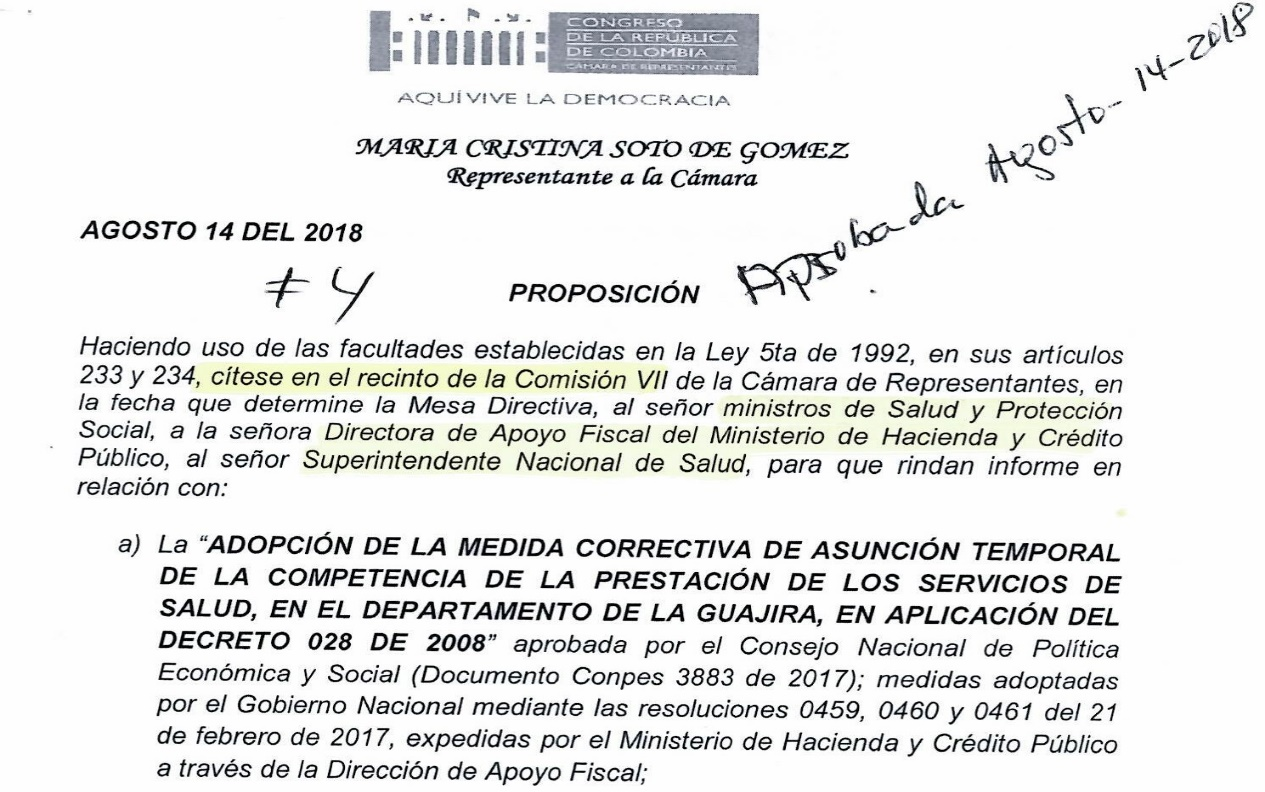 CONGRESO
DE LA REPÚBLICA
DE COLOMBIA
CÁMARA DE REPRESENTANTES
AQUÍ VIVE LA DEMOCRACIA
MARIA CRISTINA SOTO DE GOMEZ
Representante a la Cámara
Aprobada Agosto-14-2018
AGOSTO 14 DEL 2018
# 4
PROPOSICIÓN
Haciendo uso de las facultades establecidas en la Ley 5ta de 1992, en sus artículos
233 y 234, cítese en el recinto de la Comisión VII de la Cámara de Representantes, en
la fecha que determine la Mesa Directiva, al señor ministros de Salud y Protección
Social, a la señora Directora de Apoyo Fiscal del Ministerio de Hacienda y Crédito
Público, al señor Superintendente Nacional de Salud, para que rindan informe en
relación con:
a) La “ADOPCIÓN DE LA MEDIDA CORRECTIVA DE ASUNCIÓN TEMPORAL
DE LA COMPETENCIA DE LA PRESTACIÓN DE LOS SERVICIOS DE
SALUD, EN EL DEPARTAMENTO DE LA GUAJIRA, EN APLICACIÓN DEL
DECRETO 028 DE 2008” aprobada por el Consejo Nacional de Política
Económica y Social (Documento Conpes 3883 de 2017); medidas adoptadas
por el Gobierno Nacional mediante las resoluciones 0459, 0460 y 0461 del 21
de febrero de 2017, expedidas por el Ministerio de Hacienda y Crédito Público
a través de la Dirección de Apoyo Fiscal;